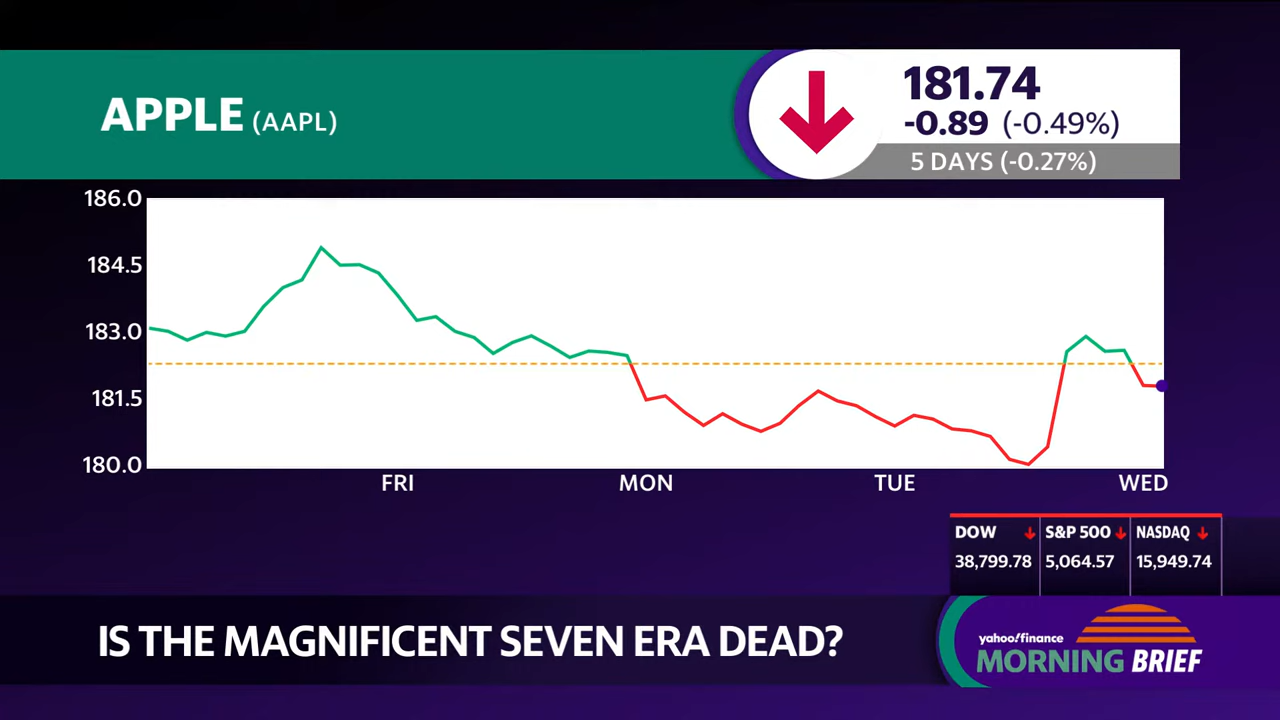 APPLE (AAPL)
181.74
-0.89 (-0.49%)
5 DAYS (-0.27%)
186.0
184.5
183.0
181.5
180.0
FRI MON TUE WED
DOW S&P 500 NASDAQ
38,799.78 5,064.57 15,949.74
IS THE MAGNIFICENT SEVEN ERA DEAD?
yahoo!finance
MORNING BRIEF